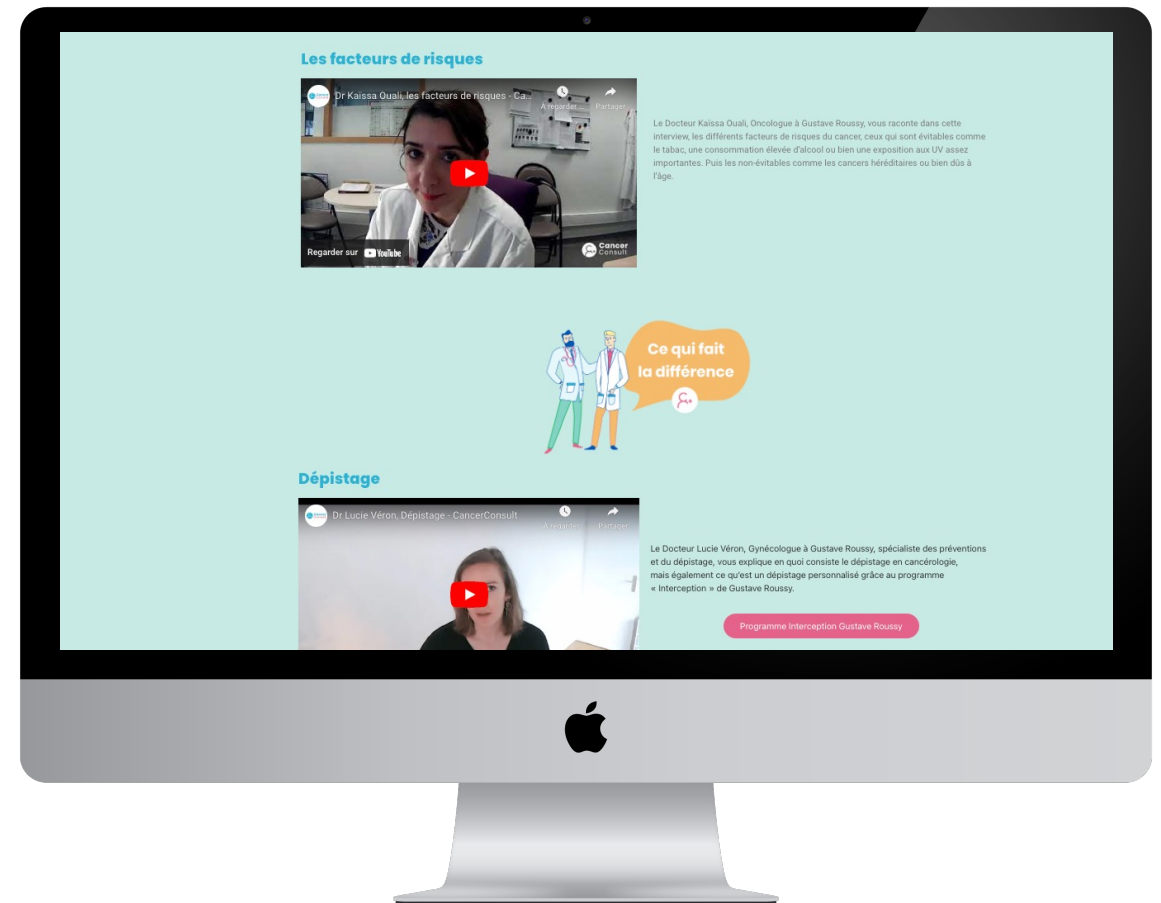 Les facteurs de risques
Dr Kaïssa Ouali, les facteurs de risques - Ca...
À regarder ...
Partager
Regarder sur YouTube
Cancer
Consult
Le Docteur Kaïssa Ouali, Oncologue à Gustave Roussy, vous raconte dans cette
interview, les différents facteurs de risques du cancer, ceux qui sont évitables comme
le tabac, une consommation élevée d'alcool ou bien une exposition aux UV assez
importantes. Puis les non-évitables comme les cancers héréditaires ou bien dûs à
l'âge.
Ce qui fait
la différence
Dépistage
Dr Lucie Véron, Dépistage - CancerConsult
À regarder ...
Partager
Le Docteur Lucie Véron, Gynécologue à Gustave Roussy, spécialiste des préventions
et du dépistage, vous explique en quoi consiste le dépistage en cancérologie,
mais également ce qu'est un dépistage personnalisé grâce au programme
« Interception » de Gustave Roussy.
Programme Interception Gustave Roussy